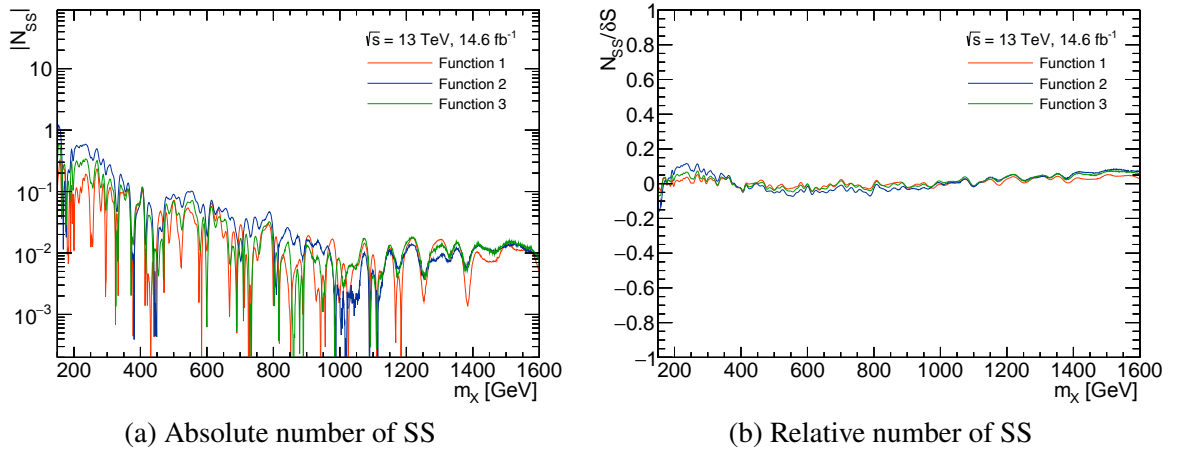 |N_SS|
10
1
10⁻¹
10⁻²
10⁻³
√s = 13 TeV, 14.6 fb⁻¹
Function 1
Function 2
Function 3
200 400 600 800 1000 1200 1400 1600
m_X [GeV]
(a) Absolute number of SS
N_SS/δS
1
0.8
0.6
0.4
0.2
0
−0.2
−0.4
−0.6
−0.8
−1
√s = 13 TeV, 14.6 fb⁻¹
Function 1
Function 2
Function 3
200 400 600 800 1000 1200 1400 1600
m_X [GeV]
(b) Relative number of SS